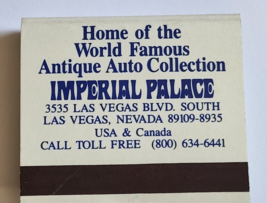 Home of the
World Famous
Antique Auto Collection
IMPERIAL PALACE
3535 LAS VEGAS BLVD. SOUTH
LAS VEGAS, NEVADA 89109-8935
USA & Canada
CALL TOLL FREE (800) 634-6441